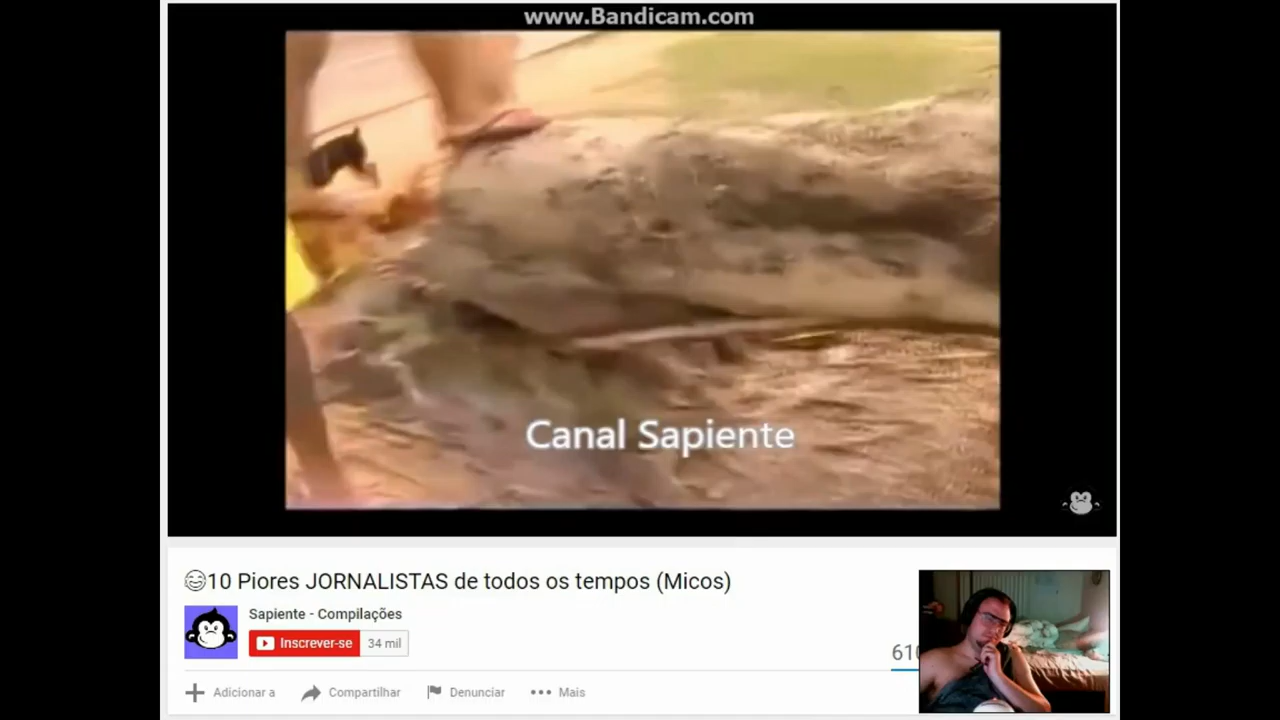 www.Bandicam.com
Canal Sapiente
😊10 Piores JORNALISTAS de todos os tempos (Micos)
Sapiente - Compilações
Inscrever-se 34 mil
610
Adicionar a Compartilhar Denunciar Mais